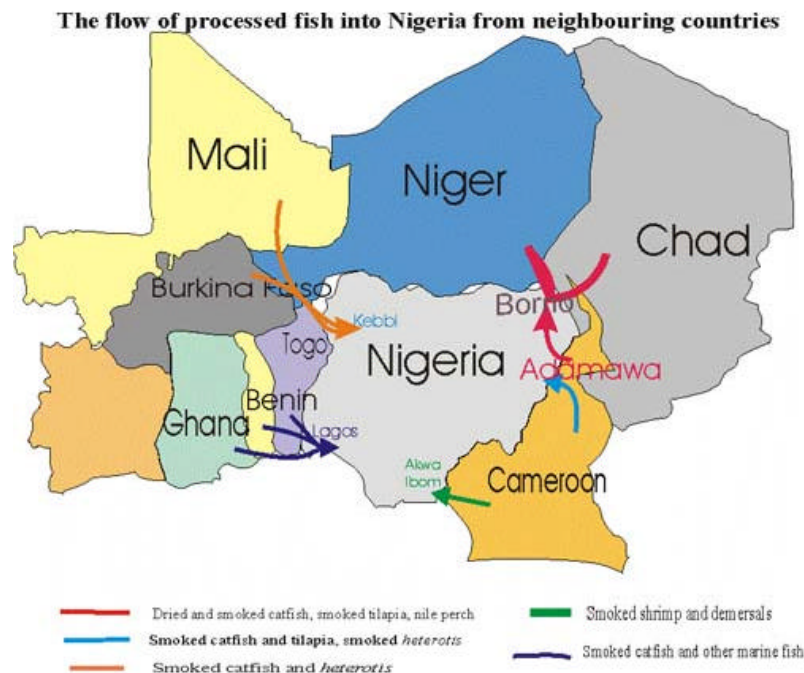 The flow of processed fish into Nigeria from neighbouring countries
Mali
Niger
Chad
Burkina Faso
Borno
Kebbi
Togo
Nigeria
Adamawa
Benin
Ghana
Lagos
Akwa
Ibom
Cameroon
Dried and smoked catfish, smoked tilapia, nile perch
Smoked catfish and tilapia, smoked heterotis
Smoked catfish and heterotis
Smoked shrimp and demersals
Smoked catfish and other marine fish